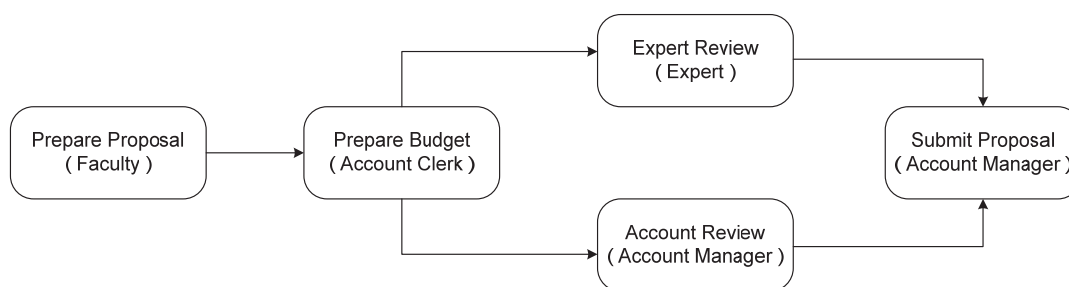 Prepare Proposal
( Faculty )
Prepare Budget
( Account Clerk )
Expert Review
( Expert )
Account Review
( Account Manager )
Submit Proposal
( Account Manager )